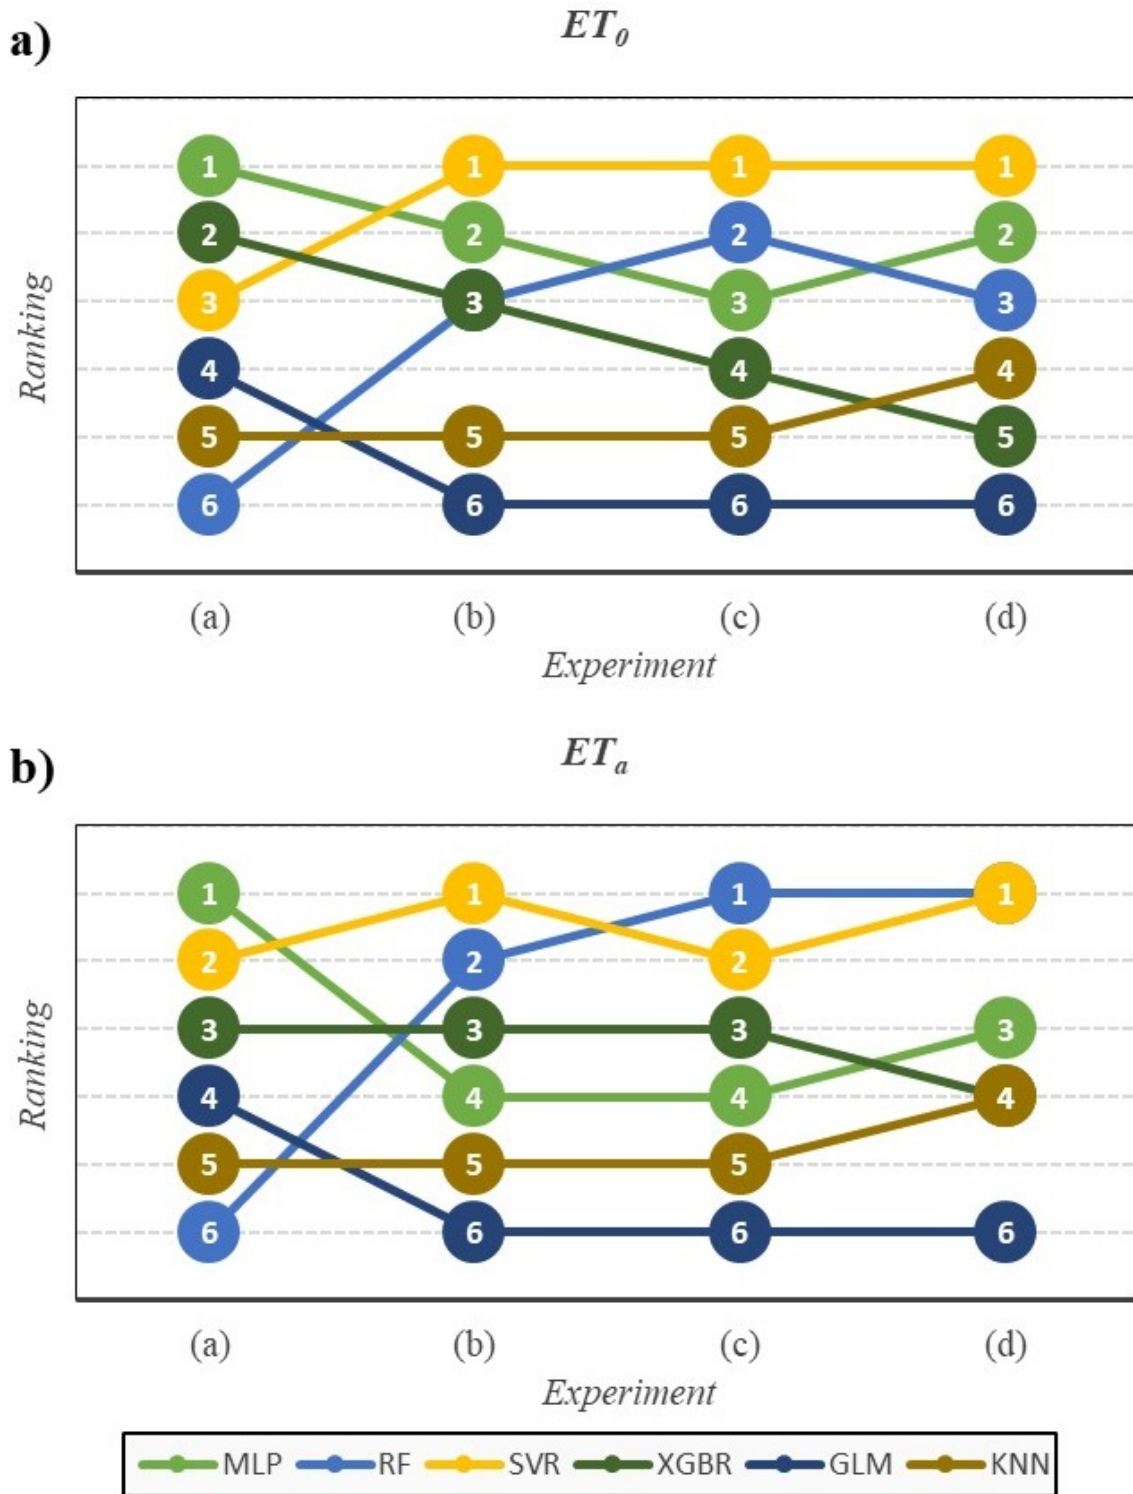 a)
ET0
Ranking
1 1 1 1
2 2 2 2
3 3 3 3
4 4 4
5 5 5 5
6 6 6 6
(a) (b) (c) (d)
Experiment
b)
ETa
Ranking
1 1 1 1
2 2 2
3 3 3 3
4 4 4 4
5 5 5
6 6 6 6
(a) (b) (c) (d)
Experiment
MLP RF SVR XGBR GLM KNN